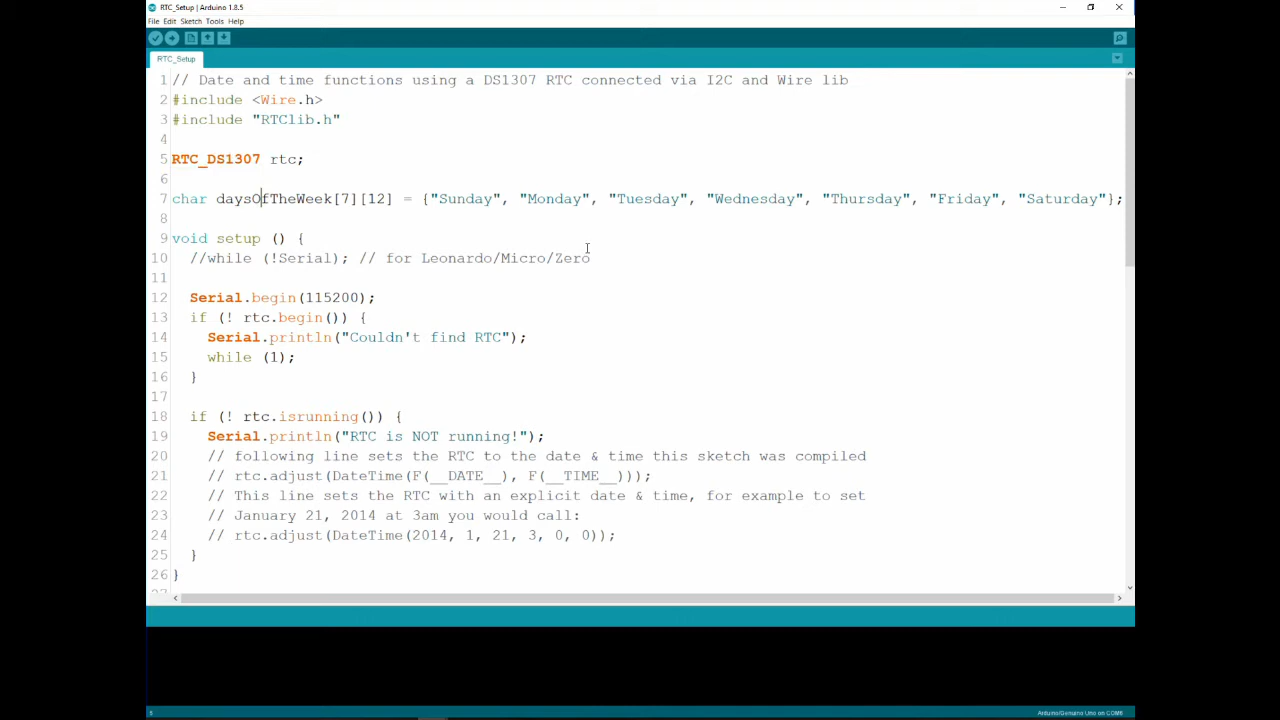 RTC_Setup | Arduino 1.8.5
File Edit Sketch Tools Help
RTC_Setup
1 // Date and time functions using a DS1307 RTC connected via I2C and Wire lib
2 #include <Wire.h>
3 #include "RTClib.h"
4
5 RTC_DS1307 rtc;
6
7 char daysOfTheWeek[7][12] = {"Sunday", "Monday", "Tuesday", "Wednesday", "Thursday", "Friday", "Saturday"};
8
9 void setup () {
10 //while (!Serial); // for Leonardo/Micro/Zero
11
12 Serial.begin(115200);
13 if (! rtc.begin()) {
14 Serial.println("Couldn't find RTC");
15 while (1);
16 }
17
18 if (! rtc.isrunning()) {
19 Serial.println("RTC is NOT running!");
20 // following line sets the RTC to the date & time this sketch was compiled
21 // rtc.adjust(DateTime(F(__DATE__), F(__TIME__)));
22 // This line sets the RTC with an explicit date & time, for example to set
23 // January 21, 2014 at 3am you would call:
24 // rtc.adjust(DateTime(2014, 1, 21, 3, 0, 0));
25 }
26 }
Arduino/Genuino Uno on COM6